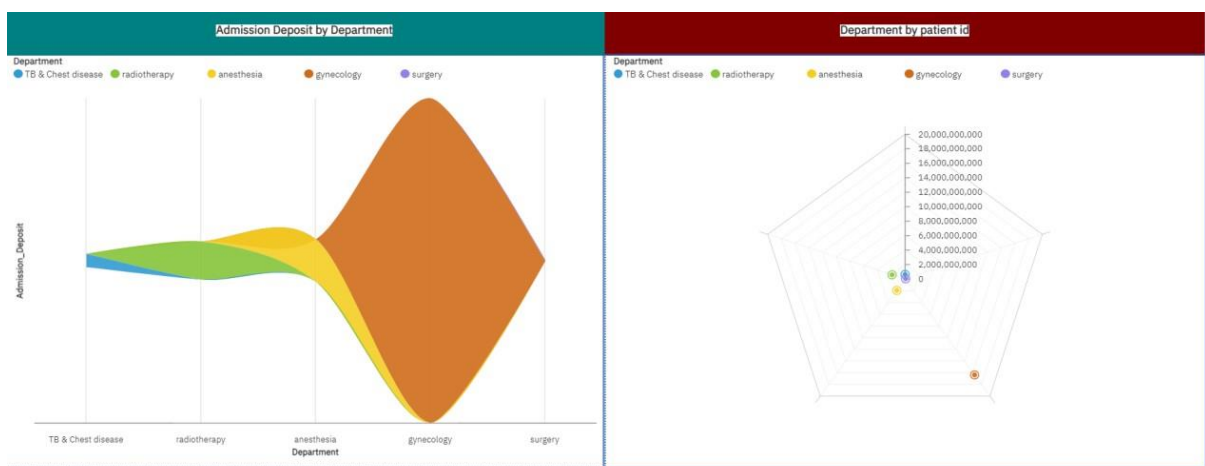 Admission Deposit by Department
Department
TB & Chest disease radiotherapy anesthesia gynecology surgery
Admission_Deposit
TB & Chest disease radiotherapy anesthesia gynecology surgery
Department
Department by patient id
Department
TB & Chest disease radiotherapy anesthesia gynecology surgery
20,000,000,000
18,000,000,000
16,000,000,000
14,000,000,000
12,000,000,000
10,000,000,000
8,000,000,000
6,000,000,000
4,000,000,000
2,000,000,000
0